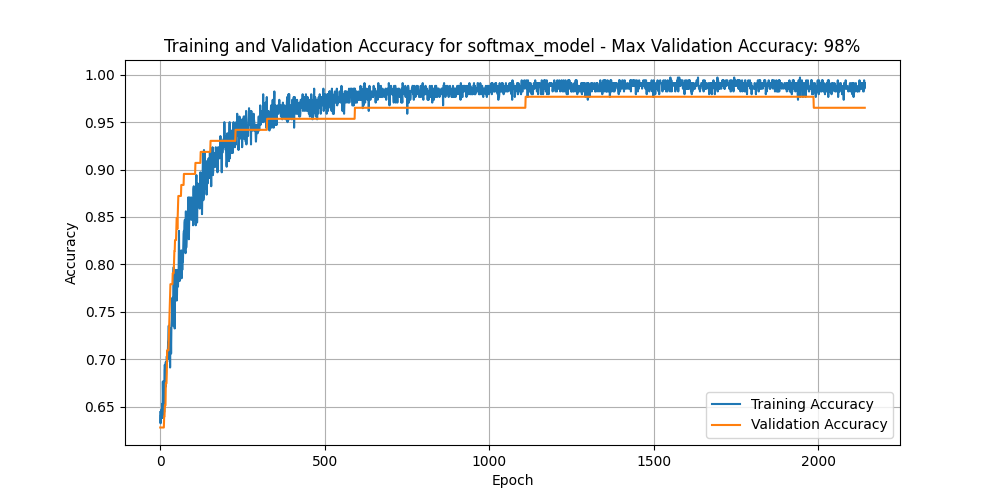 Training and Validation Accuracy for softmax_model - Max Validation Accuracy: 98%
1.00
0.95
0.90
0.85
0.80
0.75
0.70
0.65
Accuracy
0
500
1000
1500
2000
Epoch
Training Accuracy
Validation Accuracy